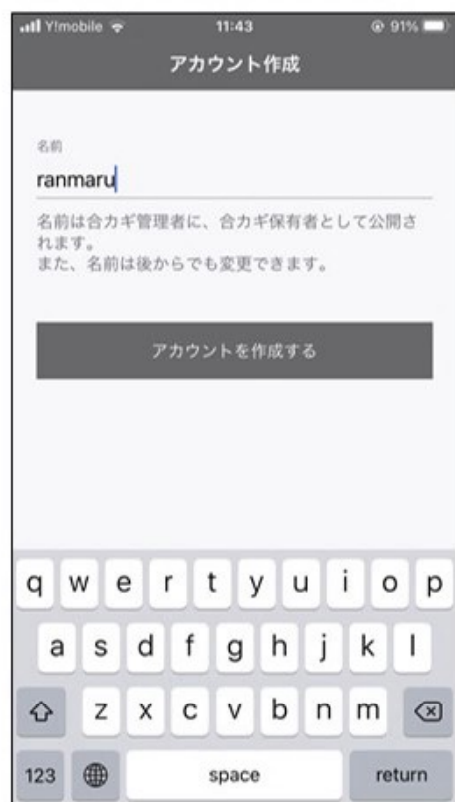 Y!mobile 11:43 91%
アカウント作成
名前
ranmaru
名前は合カギ管理者に、合カギ保有者として公開さ
れます。
また、名前は後からでも変更できます。
アカウントを作成する
q w e r t y u i o p
a s d f g h j k l
z x c v b n m
123 space return